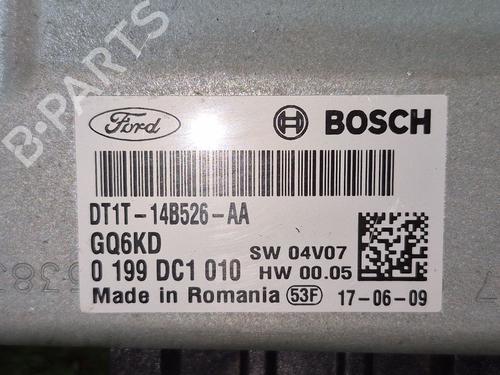 B-PARTS
Ford
BOSCH
DT1T-14B526-AA
GQ6KD
0 199 DC1 010
SW 04V07
HW 00.05
Made in Romania
53F
17-06-09